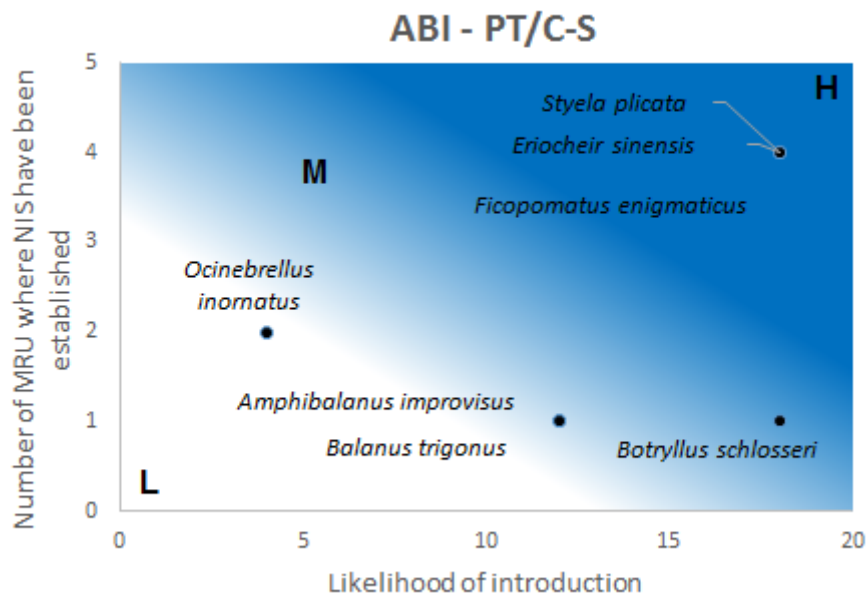 ABI - PT/C-S
Number of MRU where NIS have been
established
5
4
3
2
1
0
H
Styela plicata
Eriocheir sinensis
M
Ficopomatus enigmaticus
Ocinebrellus
inornatus
Amphibalanus improvisus
Balanus trigonus
Botryllus schlosseri
L
0
5
10
15
20
Likelihood of introduction